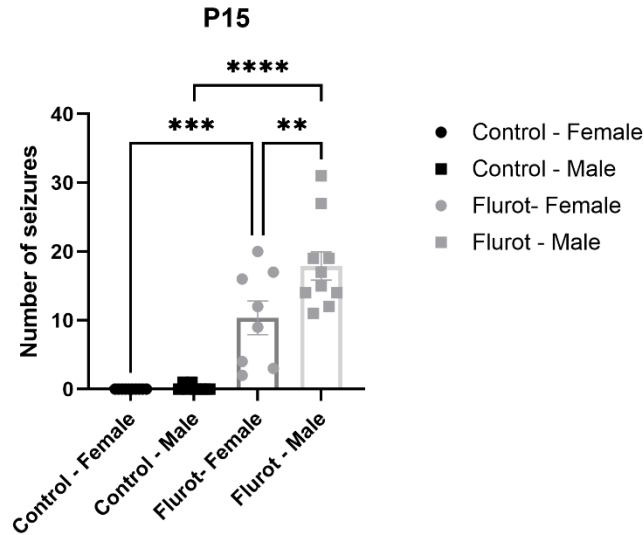 P15
****
***
**
Number of seizures
40
30
20
10
0
Control - Female
Control - Male
Flurot- Female
Flurot - Male
Control - Female
Control - Male
Flurot- Female
Flurot - Male